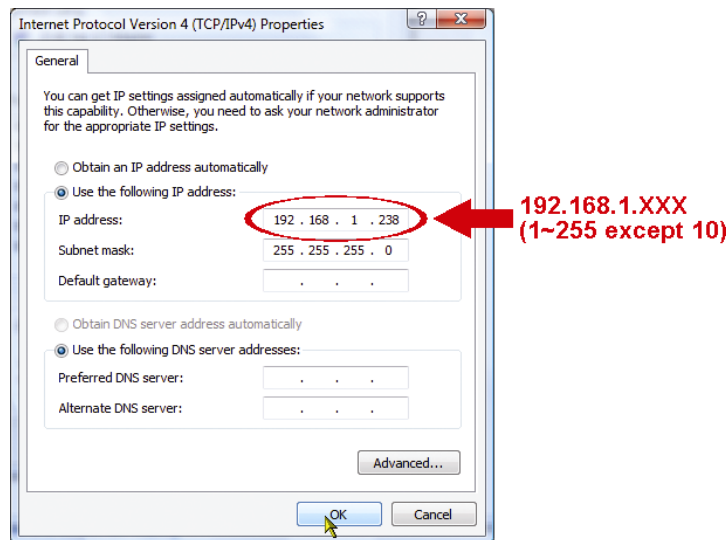 Internet Protocol Version 4 (TCP/IPv4) Properties
?
X
General
You can get IP settings assigned automatically if your network supports
this capability. Otherwise, you need to ask your network administrator
for the appropriate IP settings.
Obtain an IP address automatically
Use the following IP address:
IP address: 192 . 168 . 1 . 238
192.168.1.XXX
(1~255 except 10)
Subnet mask: 255 . 255 . 255 . 0
Default gateway: . . .
Obtain DNS server address automatically
Use the following DNS server addresses:
Preferred DNS server: . . .
Alternate DNS server: . . .
Advanced...
OK Cancel